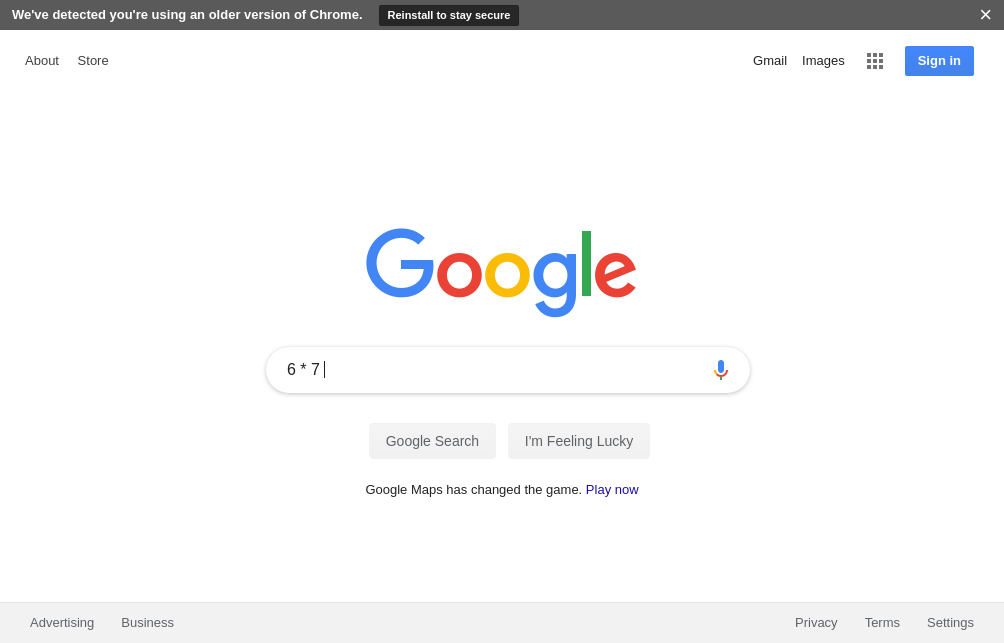 We've detected you're using an older version of Chrome. Reinstall to stay secure
About Store Gmail Images Sign in
Google
6 * 7
Google Search I'm Feeling Lucky
Google Maps has changed the game. Play now
Advertising Business Privacy Terms Settings